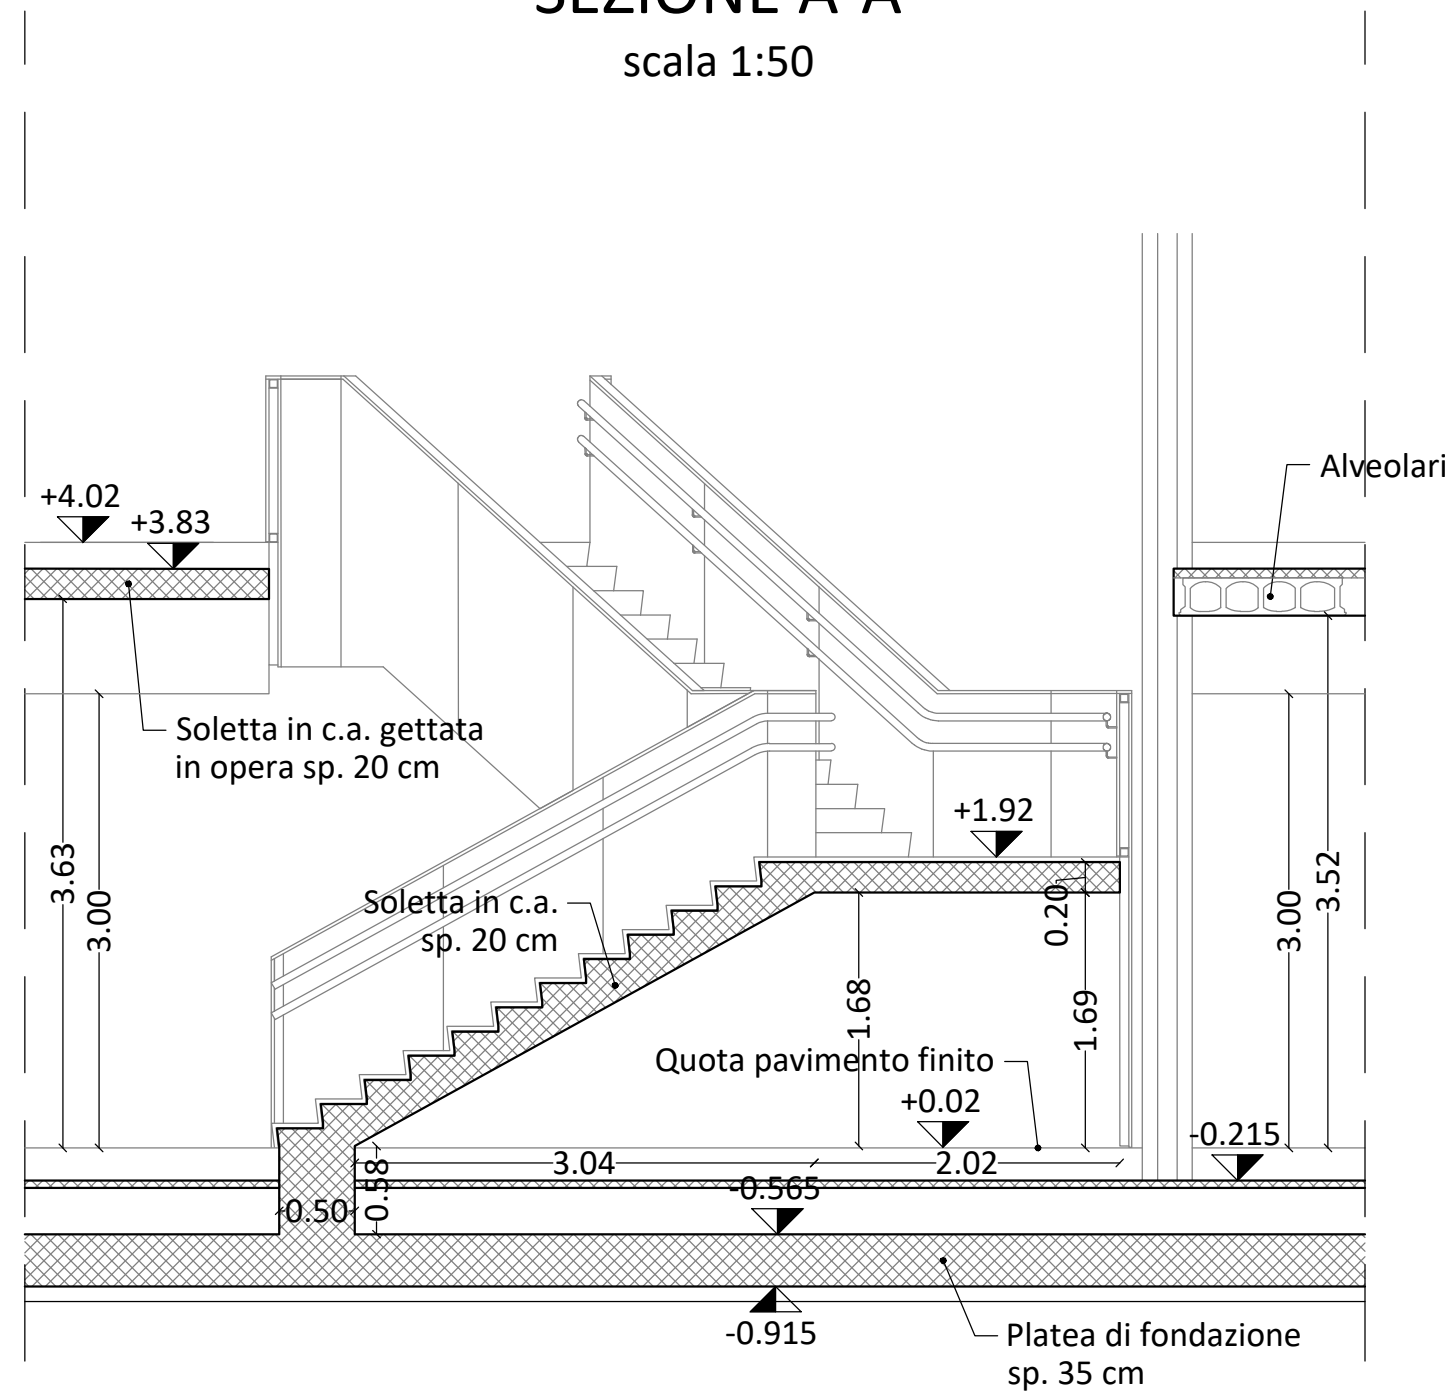 SEZIONE A-A
scala 1:50
Alveolari
+4.02
+3.83
Soletta in c.a. gettata
in opera sp. 20 cm
+1.92
3.63
3.00
Soletta in c.a.
sp. 20 cm
0.20
3.00
3.52
1.68
1.69
Quota pavimento finito
+0.02
-0.215
3.04
2.02
0.58
0.50
-0.565
-0.915
Platea di fondazione
sp. 35 cm